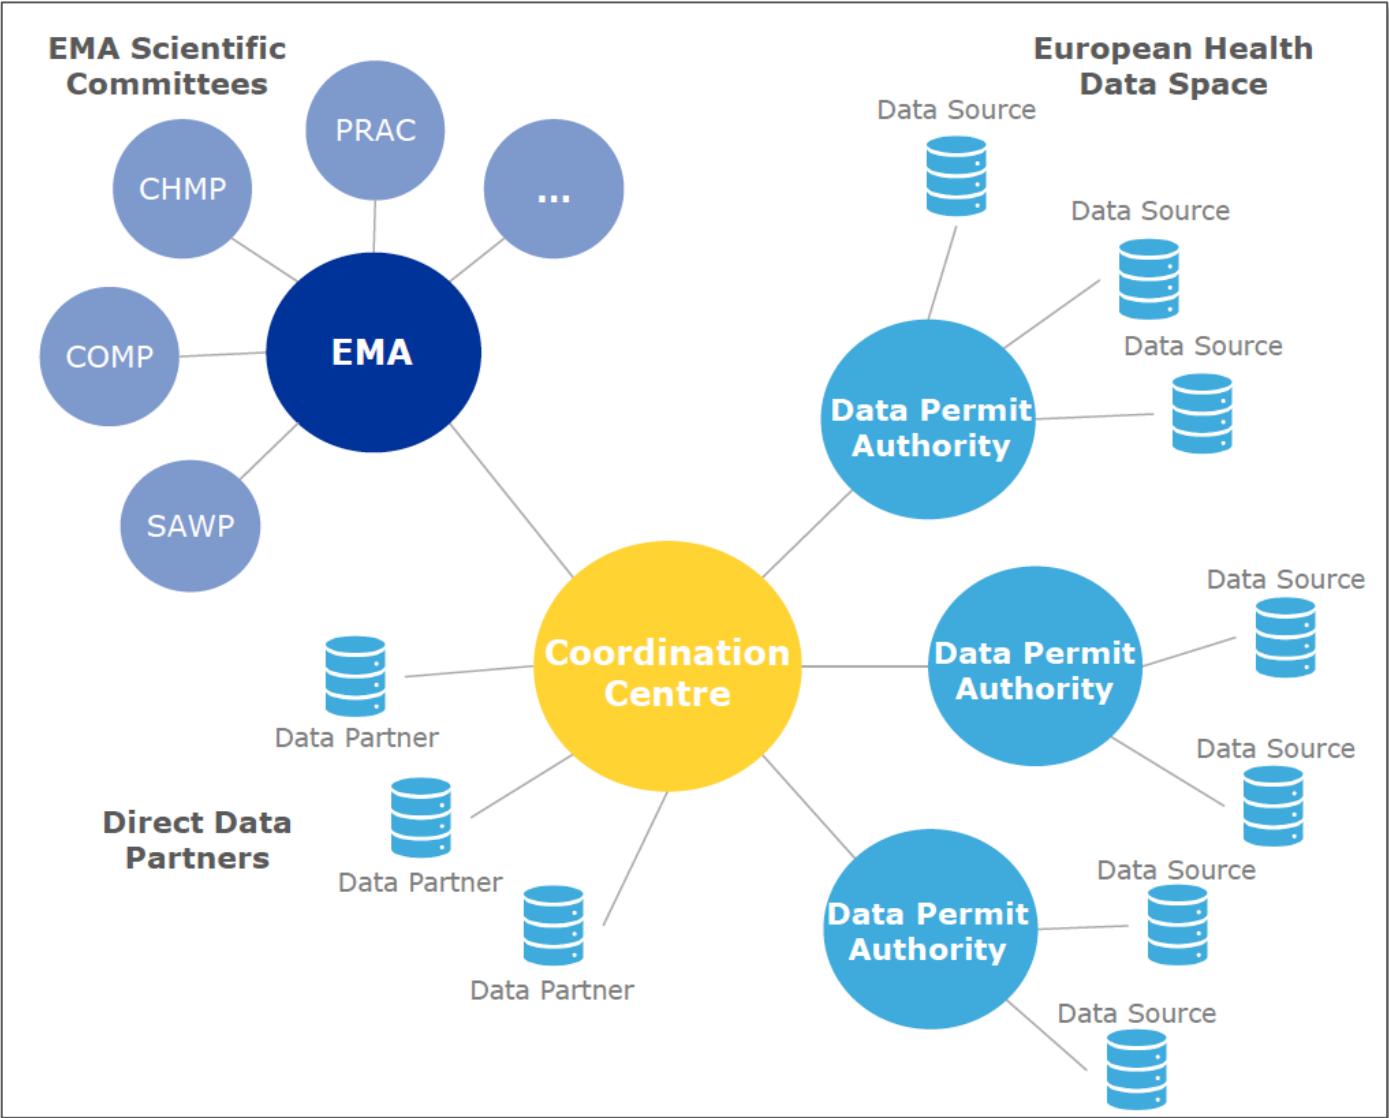 EMA Scientific
Committees
PRAC
CHMP
...
COMP
EMA
SAWP
European Health
Data Space
Data Source
Data Source
Data Source
Data Permit
Authority
Coordination
Centre
Data Permit
Authority
Data Source
Data Source
Data Permit
Authority
Data Source
Data Source
Data Partner
Direct Data
Partners
Data Partner
Data Partner